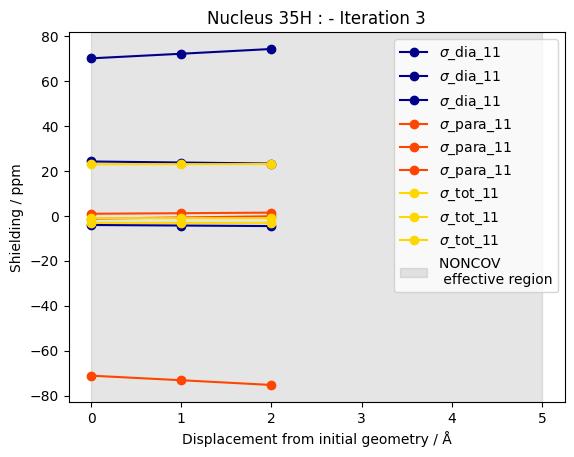 Nucleus 35H : - Iteration 3
80
60
40
20
0
−20
−40
−60
−80
Shielding / ppm
0 1 2 3 4 5
Displacement from initial geometry / Å
σ_dia_11
σ_dia_11
σ_dia_11
σ_para_11
σ_para_11
σ_para_11
σ_tot_11
σ_tot_11
σ_tot_11
NONCOV
effective region